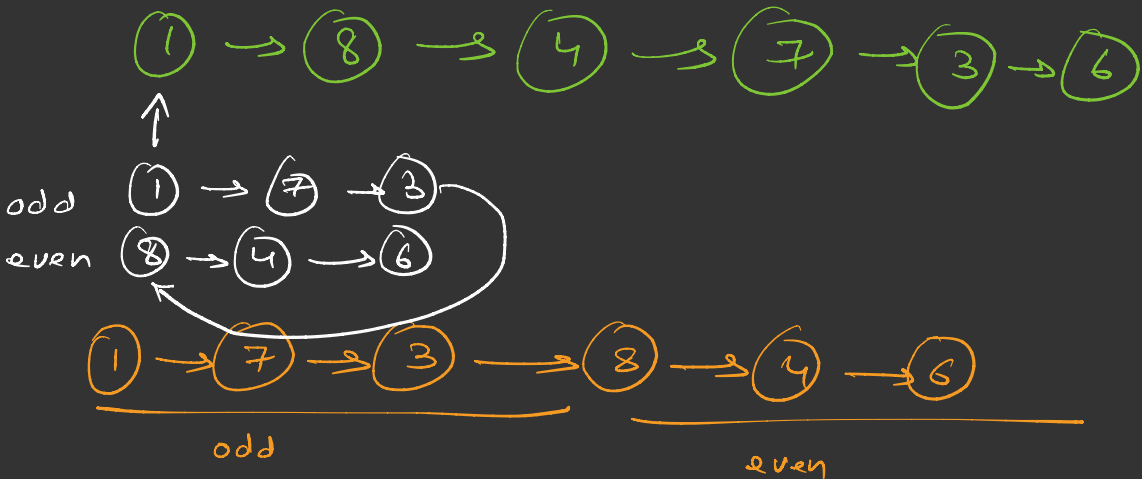 1 → 8 → 4 → 7 → 3 → 6
odd 1 → 7 → 3
even 8 → 4 → 6
1 → 7 → 3 → 8 → 4 → 6
odd
even